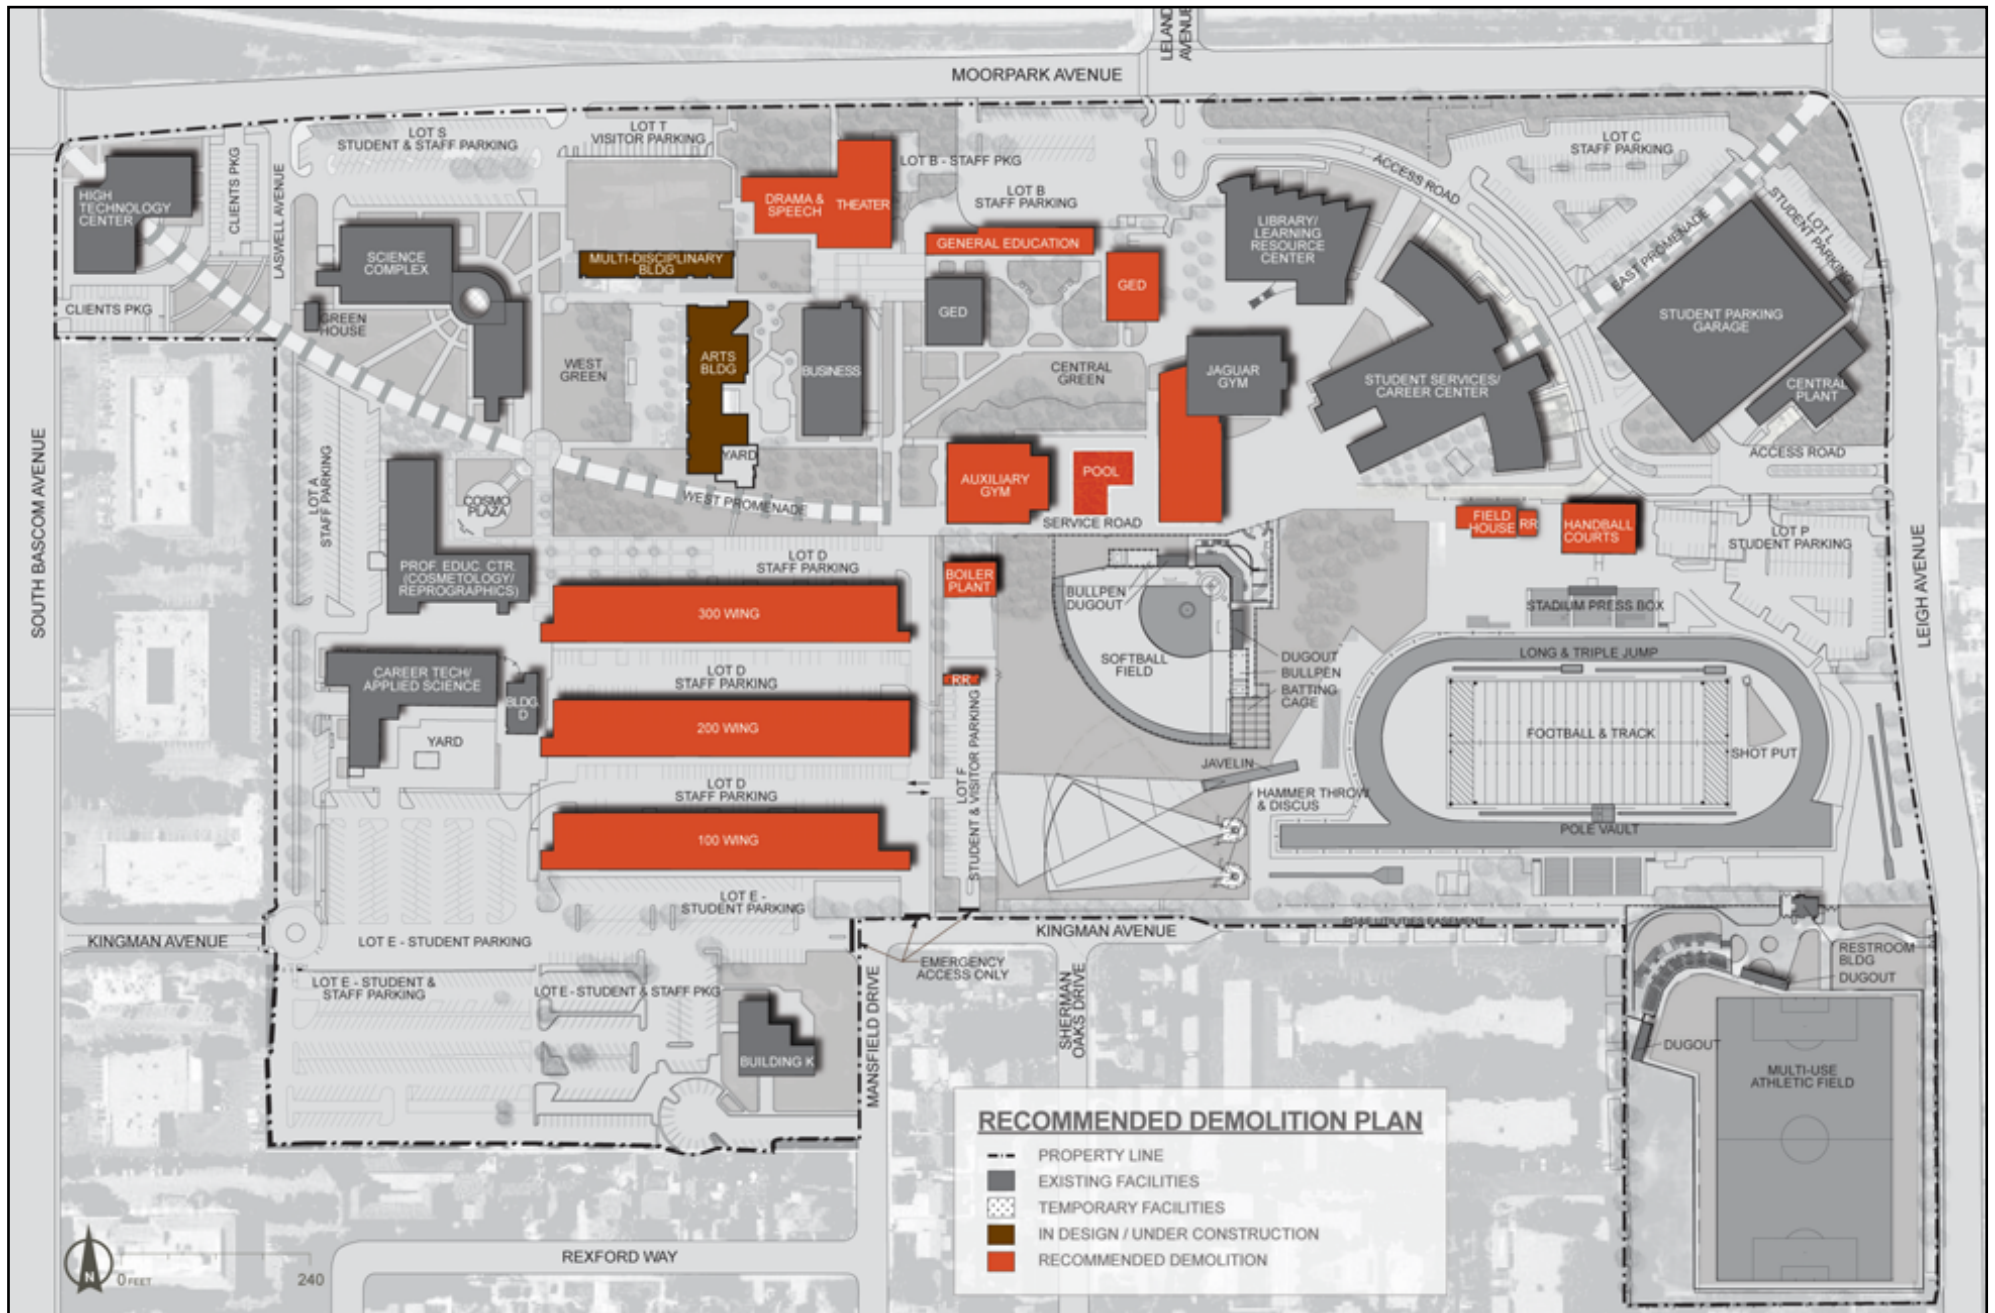 LELAND
AVENUE
MOORPARK AVENUE
LOT S
STUDENT & STAFF PARKING
LOT T
VISITOR PARKING
LOT B - STAFF PKG
LOT B
STAFF PARKING
ACCESS ROAD
LOT C
STAFF PARKING
LOT L
STUDENT PARKING
EAST PROMENADE
HIGH
TECHNOLOGY
CENTER
CLIENTS PKG
LASWELL AVENUE
CLIENTS PKG
SCIENCE
COMPLEX
GREEN
HOUSE
MULTI-DISCIPLINARY
BLDG
DRAMA &
SPEECH
THEATER
GENERAL EDUCATION
GED
GED
LIBRARY/
LEARNING
RESOURCE
CENTER
STUDENT PARKING
GARAGE
CENTRAL
PLANT
ACCESS ROAD
WEST
GREEN
ARTS
BLDG
YARD
BUSINESS
CENTRAL
GREEN
JAGUAR
GYM
STUDENT SERVICES/
CAREER CENTER
SOUTH BASCOM AVENUE
LOT A
STAFF PARKING
COSMO
PLAZA
WEST PROMENADE
AUXILIARY
GYM
POOL
SERVICE ROAD
FIELD
HOUSE
RR
HANDBALL
COURTS
LOT P
STUDENT PARKING
LEIGH AVENUE
PROF. EDUC. CTR.
(COSMETOLOGY/
REPROGRAPHICS)
LOT D
STAFF PARKING
BOILER
PLANT
BULLPEN
DUGOUT
STADIUM PRESS BOX
300 WING
SOFTBALL
FIELD
DUGOUT
BULLPEN
BATTING
CAGE
LONG & TRIPLE JUMP
CAREER TECH/
APPLIED SCIENCE
BLDG.
D
LOT D
STAFF PARKING
RR
200 WING
YARD
FOOTBALL & TRACK
SHOT PUT
JAVELIN
HAMMER THROW
& DISCUS
LOT D
STAFF PARKING
LOT F
STUDENT & VISITOR PARKING
100 WING
POLE VAULT
LOT E -
STUDENT PARKING
KINGMAN AVENUE
LOT E - STUDENT PARKING
KINGMAN AVENUE
PG&E UTILITIES EASEMENT
EMERGENCY
ACCESS ONLY
LOT E - STUDENT &
STAFF PARKING
LOT E - STUDENT & STAFF PKG
MANSFIELD DRIVE
SHERMAN
OAKS DRIVE
RESTROOM
BLDG
DUGOUT
DUGOUT
BUILDING K
MULTI-USE
ATHLETIC FIELD
RECOMMENDED DEMOLITION PLAN
PROPERTY LINE
EXISTING FACILITIES
TEMPORARY FACILITIES
IN DESIGN / UNDER CONSTRUCTION
RECOMMENDED DEMOLITION
REXFORD WAY
N
0 FEET
240